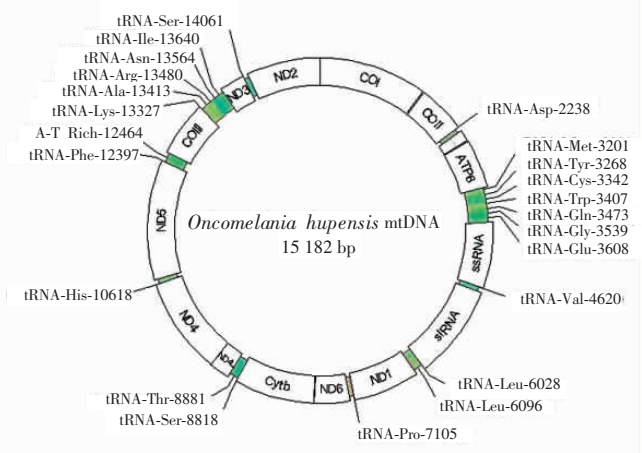 tRNA-Ser-14061
tRNA-Ile-13640
tRNA-Asn-13564
tRNA-Arg-13480
tRNA-Ala-13413
tRNA-Lys-13327
A-T Rich-12464
tRNA-Phe-12397
tRNA-His-10618
tRNA-Thr-8881
tRNA-Ser-8818
tRNA-Pro-7105
tRNA-Leu-6096
tRNA-Leu-6028
tRNA-Val-4620
tRNA-Glu-3608
tRNA-Gly-3539
tRNA-Gln-3473
tRNA-Trp-3407
tRNA-Cys-3342
tRNA-Tyr-3268
tRNA-Met-3201
tRNA-Asp-2238
ND2
COI
COII
ATP6
ssRNA
slRNA
ND1
ND6
Cytb
ND4
ND5
COIII
ND3
Oncomelania hupensis mtDNA
15 182 bp